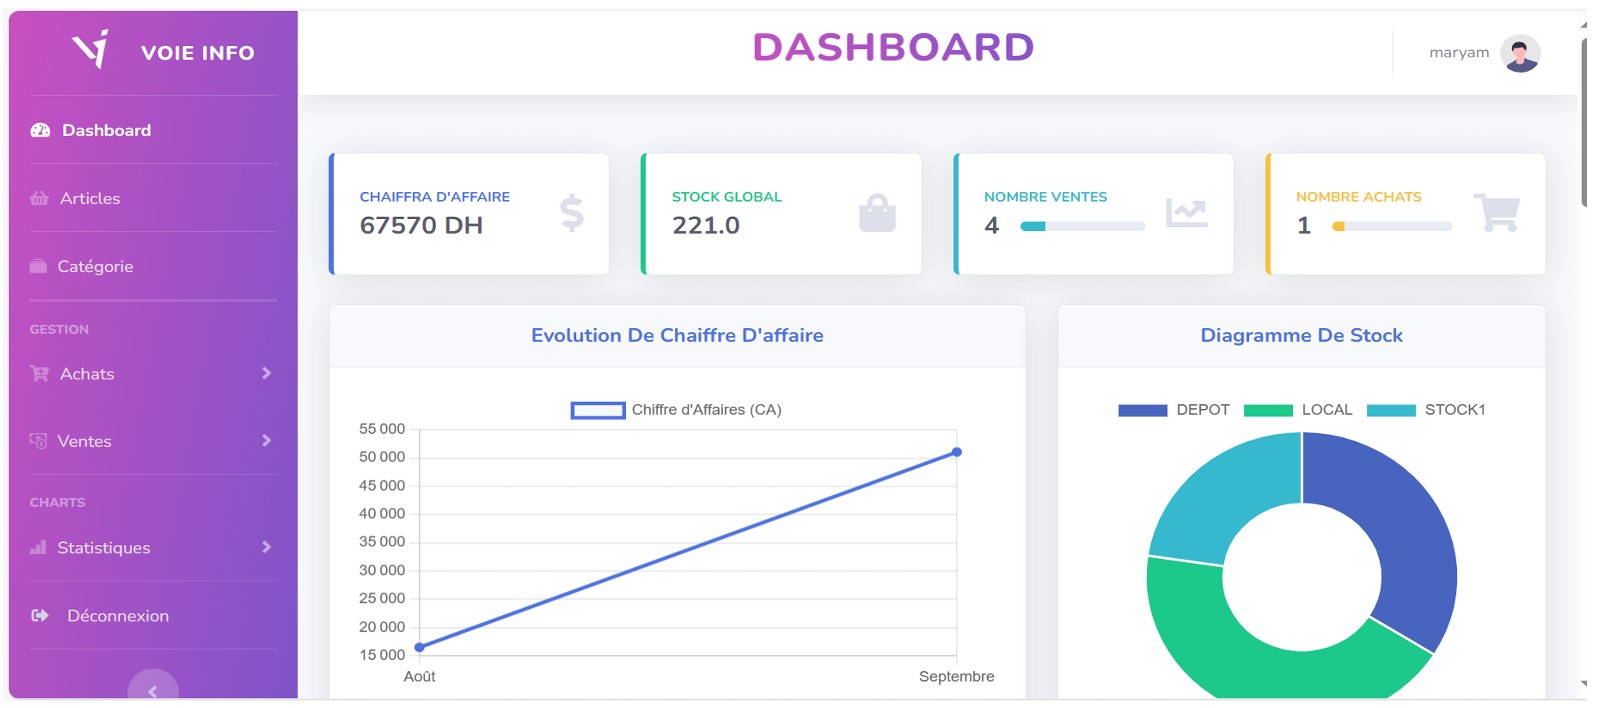 VOIE INFO
Dashboard
Articles
Catégorie
GESTION
Achats
Ventes
CHARTS
Statistiques
Déconnexion
DASHBOARD
maryam
CHAIFFRA D'AFFAIRE
67570 DH
STOCK GLOBAL
221.0
NOMBRE VENTES
4
NOMBRE ACHATS
1
Evolution De Chaiffre D'affaire
Chiffre d'Affaires (CA)
55 000
50 000
45 000
40 000
35 000
30 000
25 000
20 000
15 000
Août Septembre
Diagramme De Stock
DEPOT LOCAL STOCK1